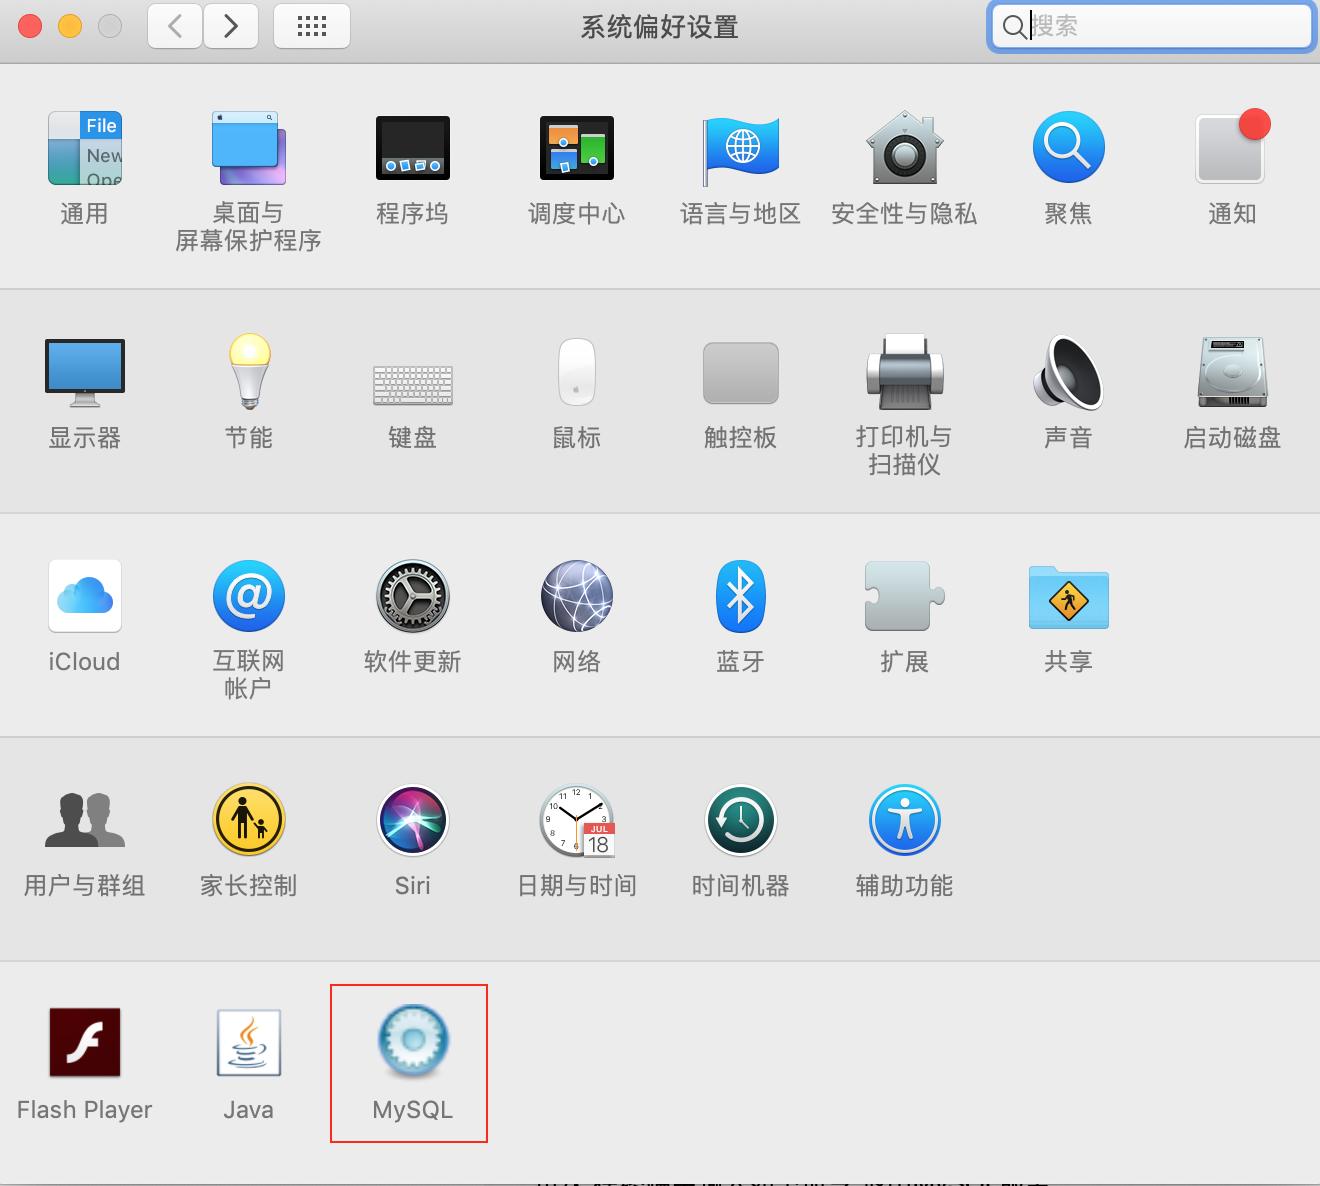 系统偏好设置
搜索
File
New
Ope
通用
桌面与
屏幕保护程序
程序坞
调度中心
语言与地区
安全性与隐私
聚焦
通知
显示器
节能
键盘
鼠标
触控板
打印机与
扫描仪
声音
启动磁盘
iCloud
互联网
帐户
软件更新
网络
蓝牙
扩展
共享
用户与群组
家长控制
Siri
JUL
18
日期与时间
时间机器
辅助功能
Flash Player
Java
MySQL